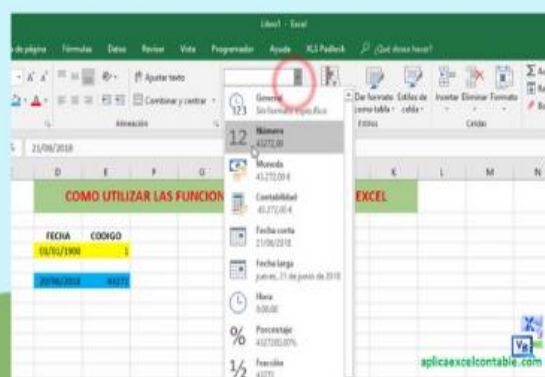 Libro1 - Excel
de página Fórmulas Datos Revisar Vista Programador Ayuda XLS Padlock ¿Qué desea hacer?
Ajustar texto
Combinar y centrar
Dar formato como tabla
Estilos de celda
Insertar Eliminar Formato
Alineación
Estilos
Celdas
General
Sin formato específico
Número
43272,00
Moneda
43.272,00 €
Contabilidad
43.272,00 €
Fecha corta
21/06/2018
Fecha larga
jueves, 21 de junio de 2018
Hora
0:00:00
Porcentaje
4327200,00%
Fracción
43272
21/06/2018
D E F G K L M N
COMO UTILIZAR LAS FUNCION
EXCEL
FECHA CODIGO
01/01/1900 1
43271
aplicaexcelcontable.com